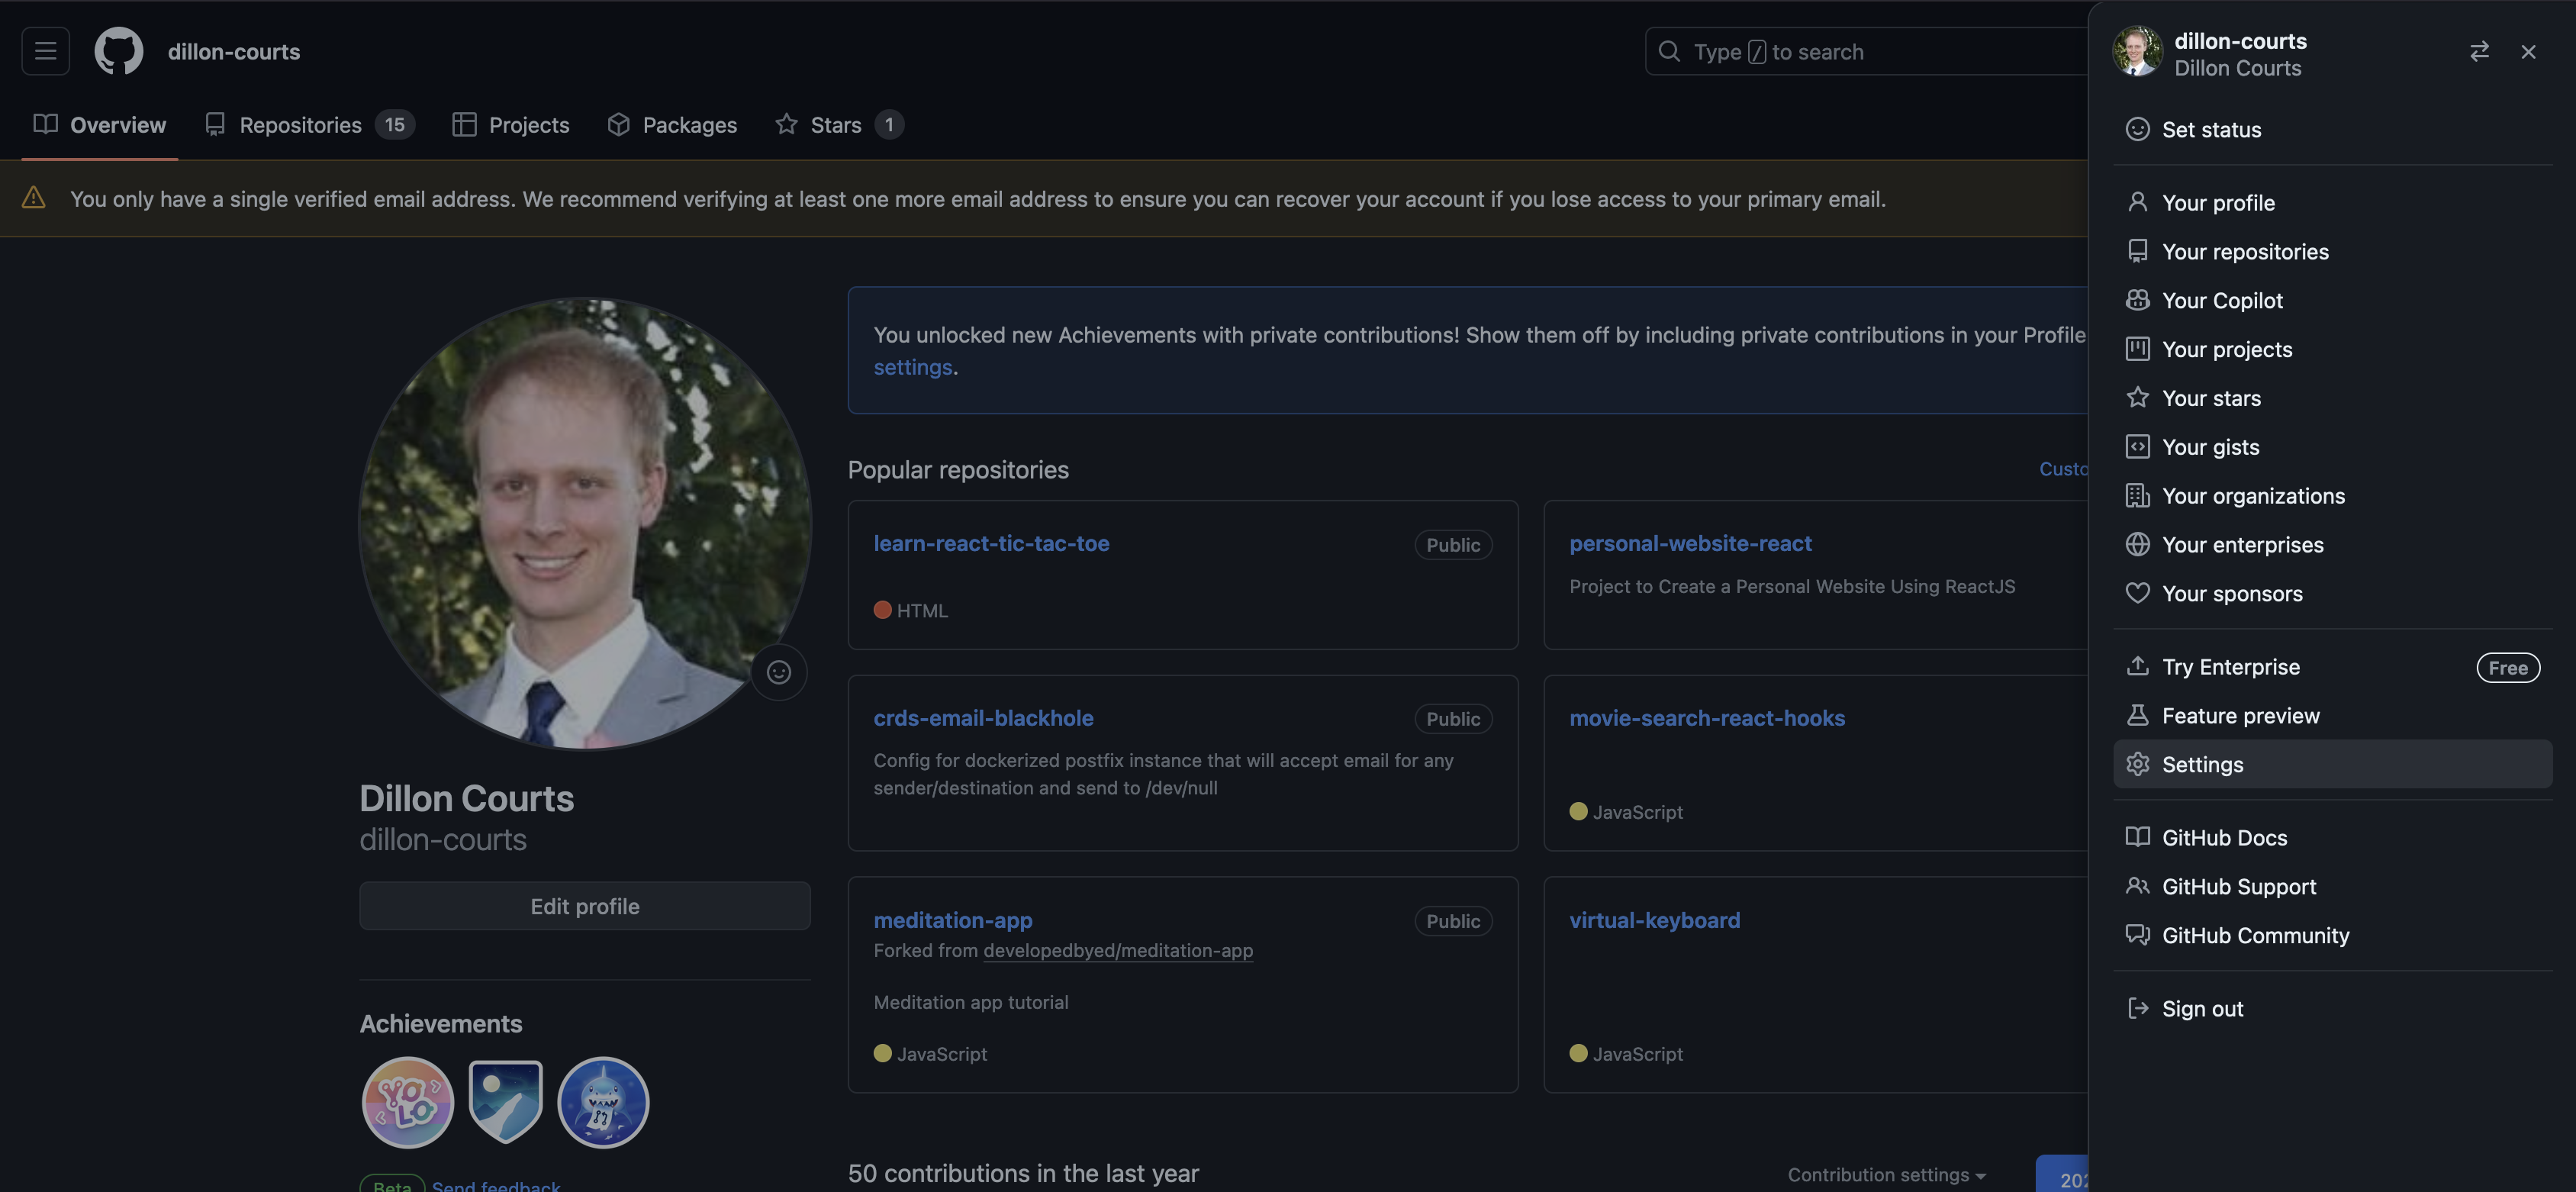 dillon-courts
Type / to search
Overview
Repositories 15
Projects
Packages
Stars 1
You only have a single verified email address. We recommend verifying at least one more email address to ensure you can recover your account if you lose access to your primary email.
Dillon Courts
dillon-courts
Edit profile
Achievements
YOLO
Beta Send feedback
You unlocked new Achievements with private contributions! Show them off by including private contributions in your Profile
settings.
Popular repositories
Custo
learn-react-tic-tac-toe
Public
HTML
personal-website-react
Project to Create a Personal Website Using ReactJS
crds-email-blackhole
Public
Config for dockerized postfix instance that will accept email for any
sender/destination and send to /dev/null
movie-search-react-hooks
JavaScript
meditation-app
Public
Forked from developedbyed/meditation-app
Meditation app tutorial
JavaScript
virtual-keyboard
JavaScript
50 contributions in the last year
Contribution settings
202
dillon-courts
Dillon Courts
Set status
Your profile
Your repositories
Your Copilot
Your projects
Your stars
Your gists
Your organizations
Your enterprises
Your sponsors
Try Enterprise Free
Feature preview
Settings
GitHub Docs
GitHub Support
GitHub Community
Sign out